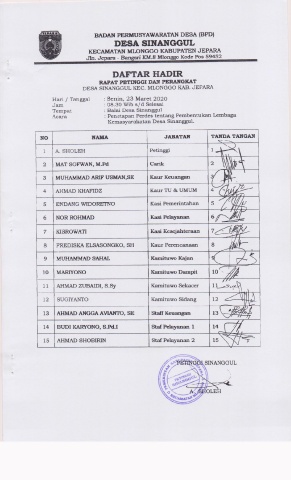 BADAN PERMUSYAWARATAN DESA (BPD)
DESA SINANGGUL
KECAMATAN MLONGGO KABUPATEN JEPARA
Jln. Jepara - Bangsri KM.8 Mlonggo Kode Pos 59452
DAFTAR HADIR
RAPAT PETINGGI DAN PERANGKAT
DESA SINANGGUL KEC. MLONGGO KAB. JEPARA
Hari / Tanggal : Senin, 23 Maret 2020
Jam : 08.30 Wib s/d Selesai
Tempat : Balai Desa Sinanggul
Acara : Penetapan Perdes tentang Pembentukan Lembaga
Kemasyarakatan Desa Sinanggul.
NO NAMA JABATAN TANDA TANGAN
1 A. SHOLEH Petinggi 1
2 MAT SOFWAN, M.Pd Carik 2
3 MUHAMMAD ARIF USMAN, SE Kaur Keuangan 3
4 AHMAD KHAFIDZ Kaur TU & UMUM 4
5 ENDANG WIDORETNO Kasi Pemerintahan 5
6 NOR ROHMAD Kasi Pelayanan 6
7 KISROWATI Kasi Kesejahteraan 7
8 PREDISKA ELSASONGKO, SH Kaur Perencanaan 8
9 MUHAMMAD SAHAL Kamituwo Kajan 9
10 MARIYONO Kamituwo Dampit 10
11 AHMAD ZUBAIDI, S.Sy Kamituwo Sekacer 11
12 SUGIYANTO Kamituwo Sidang 12
13 AHMAD ANGGA AVIANTO, SE Staff Keuangan 13
14 BUDI KARYONO, S.Pd.I Staf Pelayanan 1 14
15 AHMAD SHOBIRIN Staf Pelayanan 2 15
PETINGGI SINANGGUL
A. SHOLEH